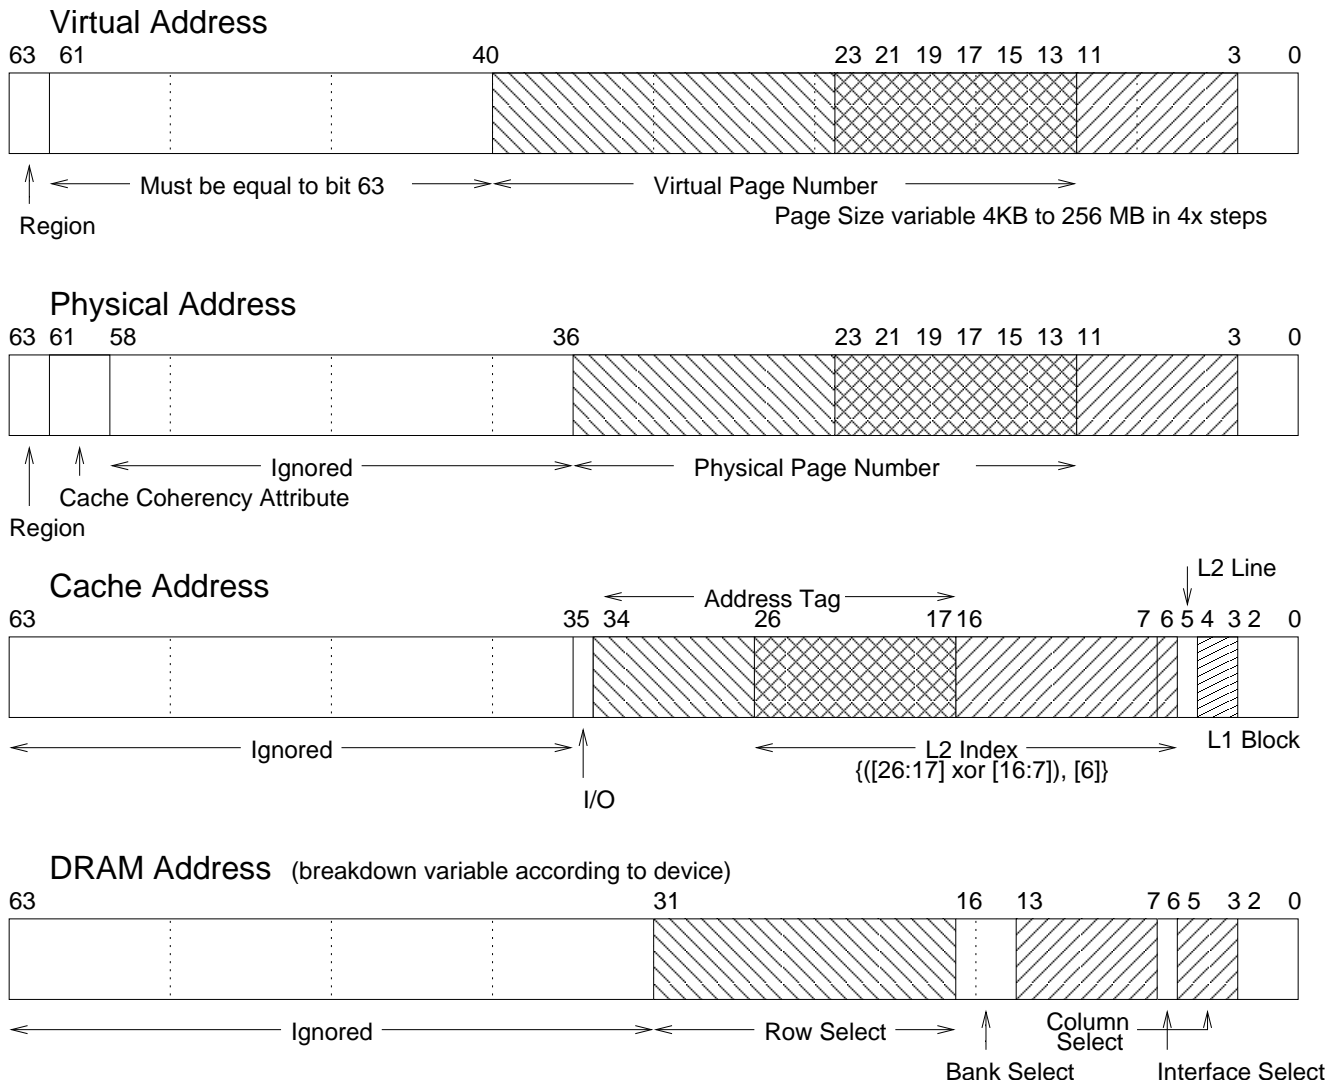 Virtual Address
63 61 40 23 21 19 17 15 13 11 3 0
Must be equal to bit 63 Virtual Page Number
Region
Page Size variable 4KB to 256 MB in 4x steps
Physical Address
63 61 58 36 23 21 19 17 15 13 11 3 0
Ignored Physical Page Number
Cache Coherency Attribute
Region
L2 Line
Cache Address
Address Tag
63 35 34 26 17 16 7 6 5 4 3 2 0
L1 Block
Ignored L2 Index
{([26:17] xor [16:7]), [6]}
I/O
DRAM Address (breakdown variable according to device)
63 31 16 13 7 6 5 3 2 0
Ignored Row Select Column
Select
Bank Select Interface Select